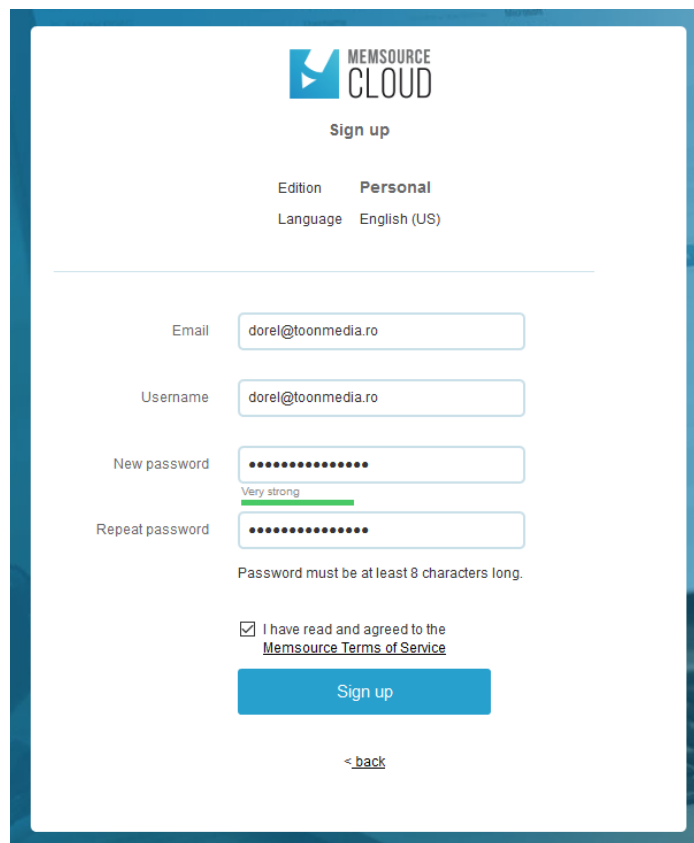 MEMSOURCE
CLOUD
Sign up
Edition Personal
Language English (US)
Email dorel@toonmedia.ro
Username dorel@toonmedia.ro
New password •••••••••••••••
Very strong
Repeat password •••••••••••••••
Password must be at least 8 characters long.
I have read and agreed to the
Memsource Terms of Service
Sign up
< back